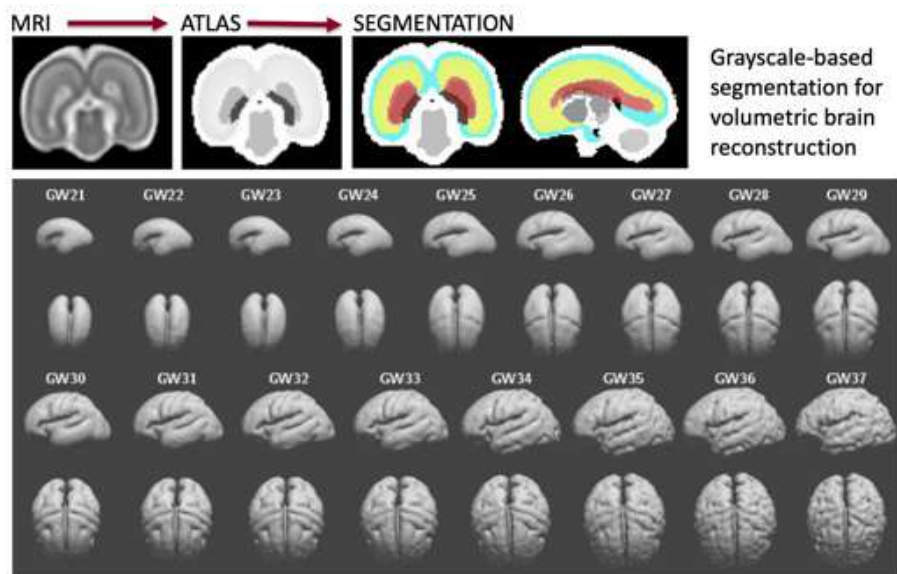 MRI ATLAS SEGMENTATION
Grayscale-based
segmentation for
volumetric brain
reconstruction
GW21 GW22 GW23 GW24 GW25 GW26 GW27 GW28 GW29
GW30 GW31 GW32 GW33 GW34 GW35 GW36 GW37